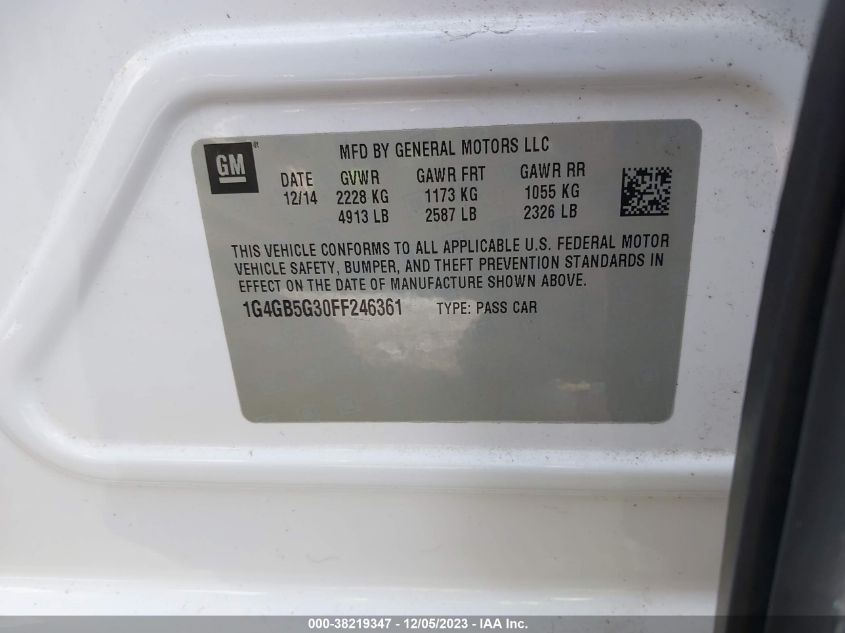 GM
MFD BY GENERAL MOTORS LLC
DATE GVWR GAWR FRT GAWR RR
12/14 2228 KG 1173 KG 1055 KG
4913 LB 2587 LB 2326 LB
THIS VEHICLE CONFORMS TO ALL APPLICABLE U.S. FEDERAL MOTOR
VEHICLE SAFETY, BUMPER, AND THEFT PREVENTION STANDARDS IN
EFFECT ON THE DATE OF MANUFACTURE SHOWN ABOVE.
1G4GB5G30FF246361 TYPE: PASS CAR
000-38219347 - 12/05/2023 - IAA Inc.